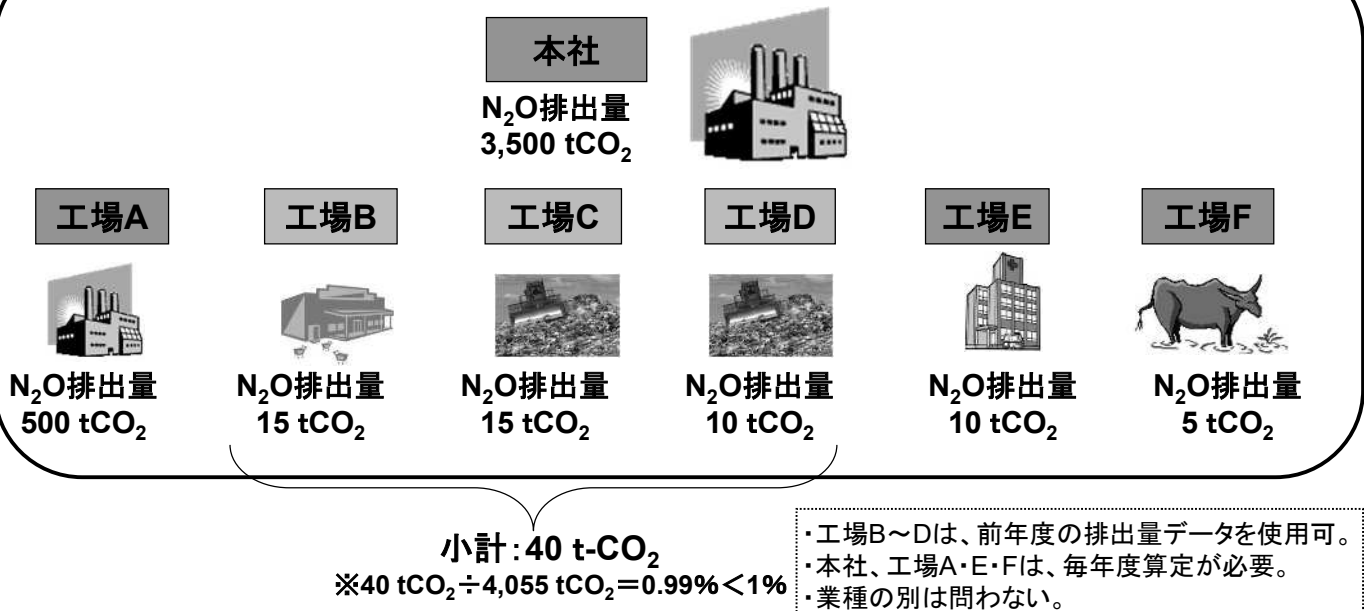 本社
N₂O排出量
3,500 tCO₂
工場A
工場B
工場C
工場D
工場E
工場F
N₂O排出量
500 tCO₂
N₂O排出量
15 tCO₂
N₂O排出量
15 tCO₂
N₂O排出量
10 tCO₂
N₂O排出量
10 tCO₂
N₂O排出量
5 tCO₂
小計:40 t-CO₂
※40 tCO₂÷4,055 tCO₂=0.99%<1%
・工場B~Dは、前年度の排出量データを使用可。
・本社、工場A・E・Fは、毎年度算定が必要。
・業種の別は問わない。